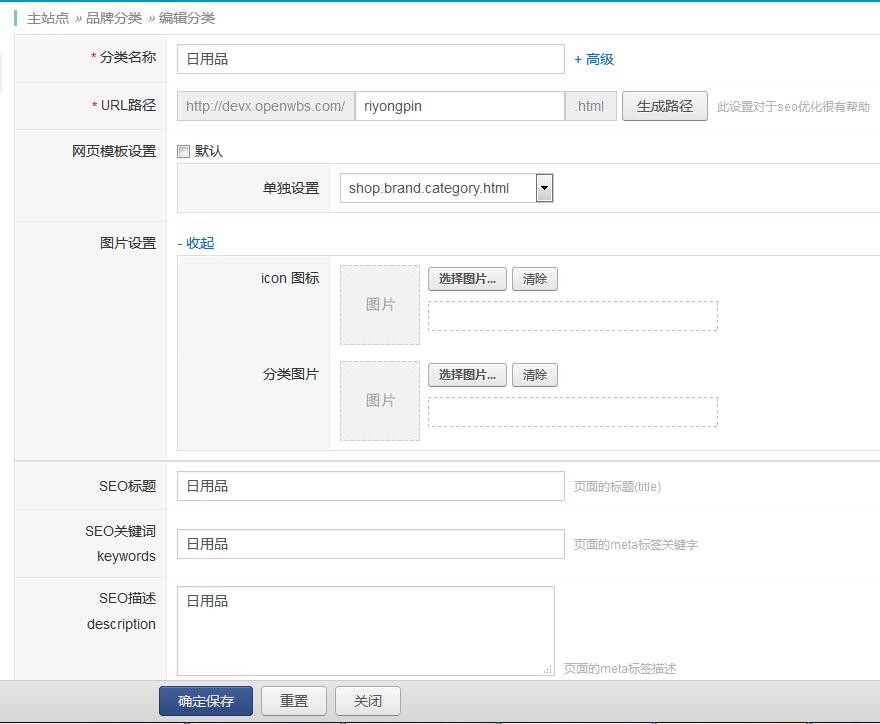 主站点 » 品牌分类 » 编辑分类
* 分类名称 日用品 + 高级
* URL路径 http://devx.openwbs.com/ riyongpin .html 生成路径 此设置对于seo优化很有帮助
网页模板设置 默认
单独设置 shop.brand.category.html
图片设置 - 收起
icon 图标 图片 选择图片... 清除
分类图片 图片 选择图片... 清除
SEO标题 日用品 页面的标题(title)
SEO关键词
keywords 日用品 页面的meta标签关键字
SEO描述
description 日用品 页面的meta标签描述
确定保存 重置 关闭